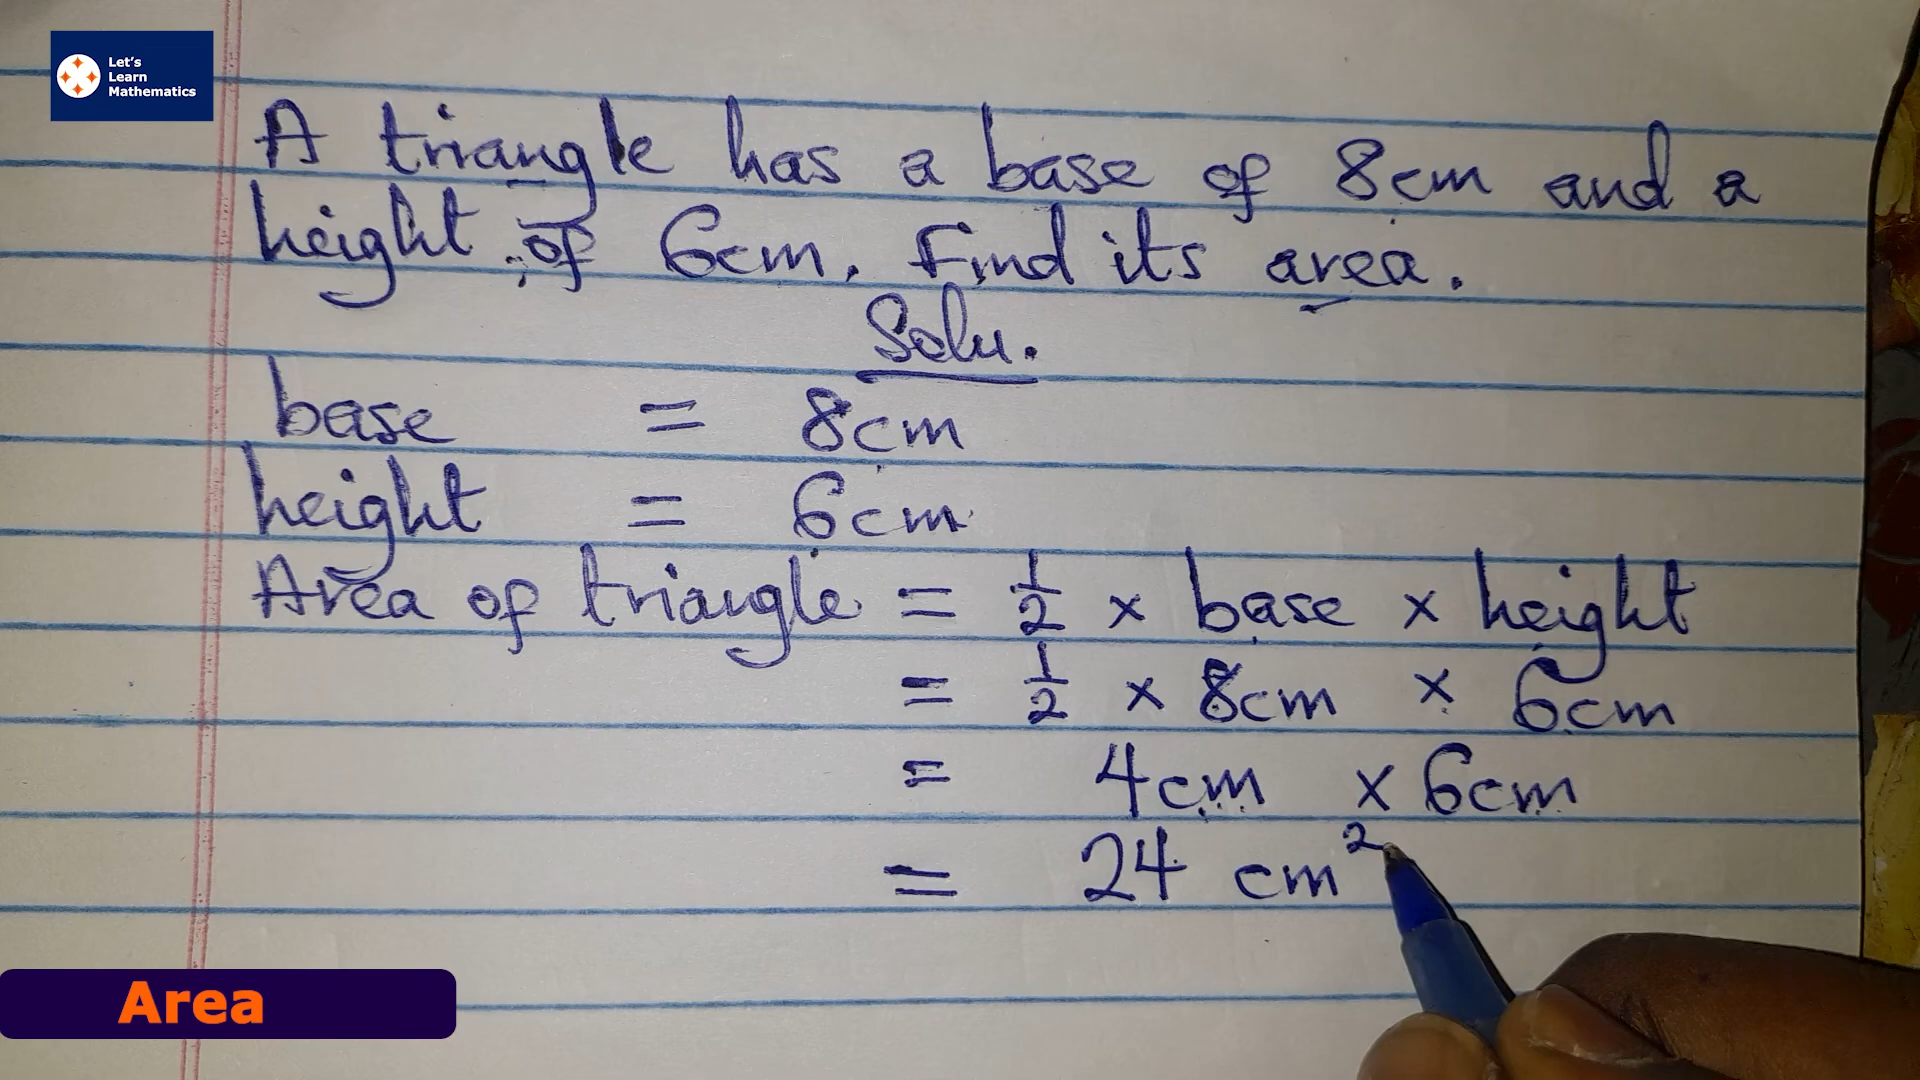 Let's
Learn
Mathematics
A triangle has a base of 8cm and a
height of 6cm. Find its area.
Solu.
base = 8cm
height = 6cm
Area of triangle = 1/2 × base × height
= 1/2 × 8cm × 6cm
= 4cm × 6cm
= 24 cm²
Area